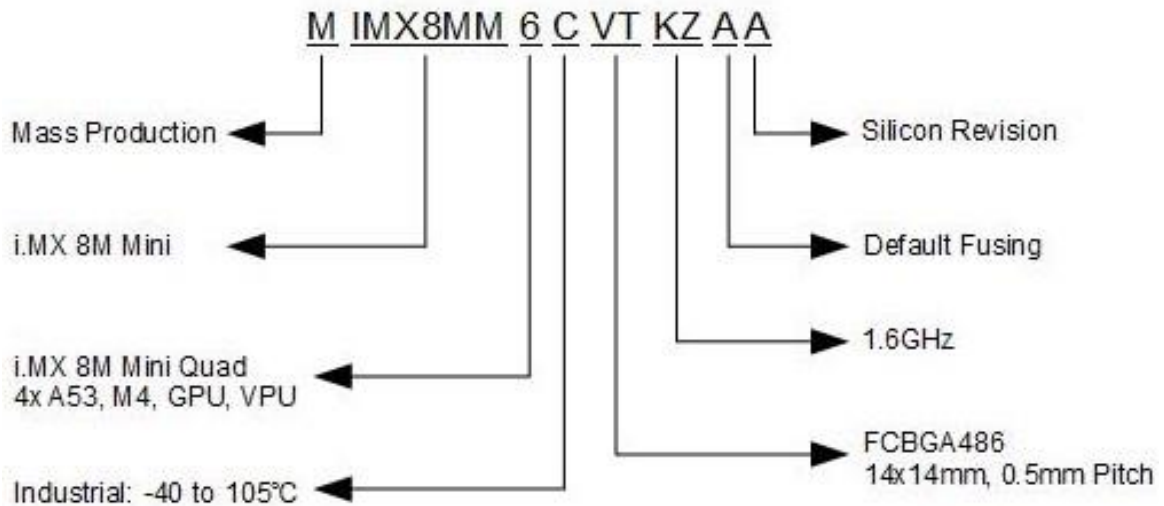 M IMX8MM 6 C VT KZ A A
Mass Production
Silicon Revision
i.MX 8M Mini
Default Fusing
1.6GHz
i.MX 8M Mini Quad
4x A53, M4, GPU, VPU
FCBGA486
14x14mm, 0.5mm Pitch
Industrial: -40 to 105°C